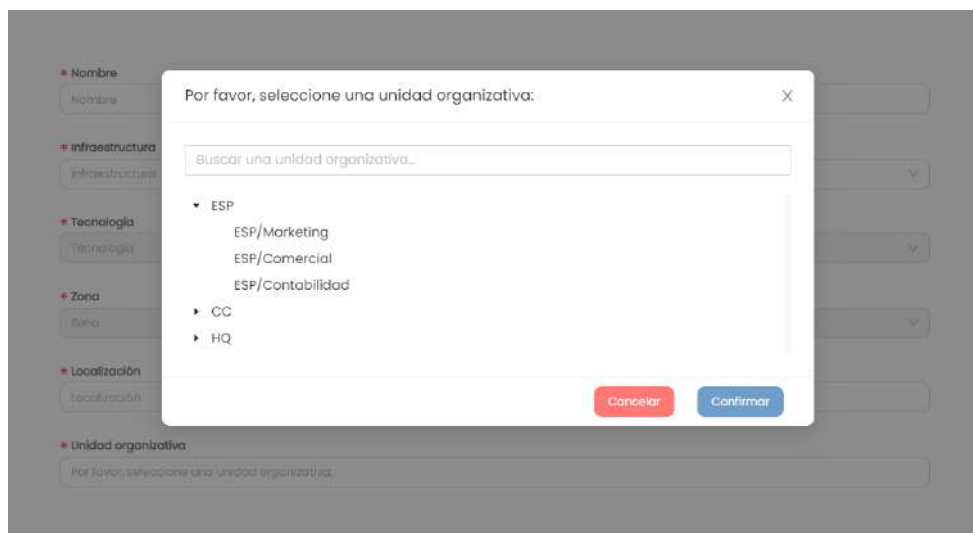 * Nombre
Nombre
Por favor, seleccione una unidad organizativa:
* Infraestructura
Infraestructura
Buscar una unidad organizativa...
ESP
* Tecnología
Tecnología
ESP/Marketing
ESP/Comercial
ESP/Contabilidad
* Zona
Zona
CC
HQ
* Localización
Localización
Cancelar
Confirmar
* Unidad organizativa
Por favor, seleccione una unidad organizativa: